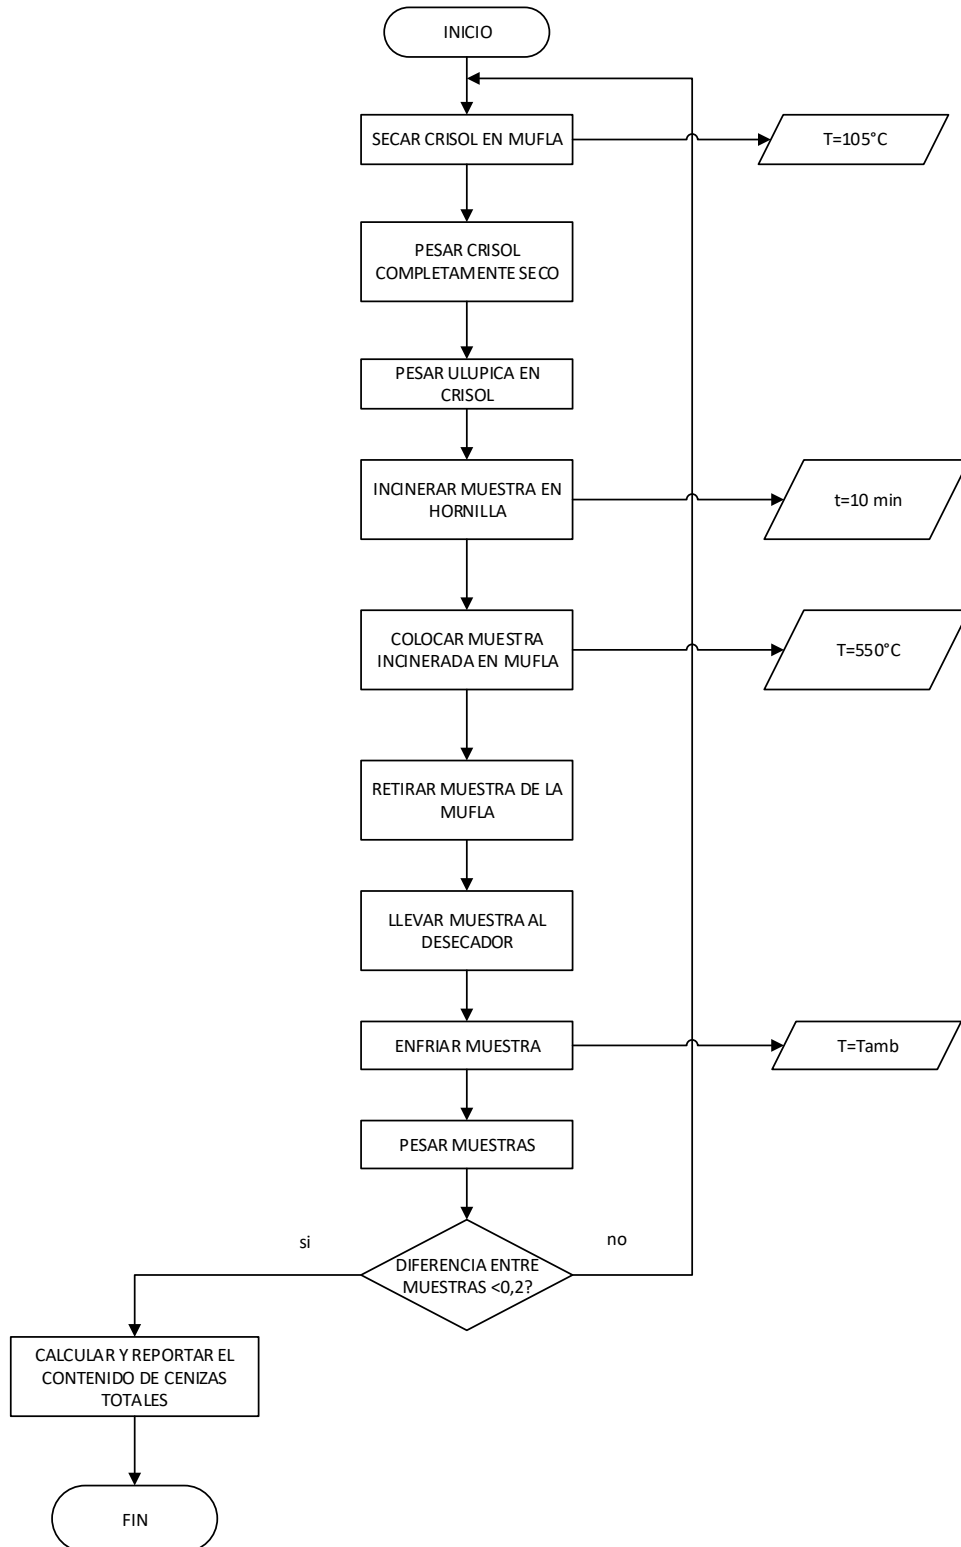 INICIO
SECAR CRISOL EN MUFLA
T=105°C
PESAR CRISOL
COMPLETAMENTE SECO
PESAR ULUPICA EN
CRISOL
INCINERAR MUESTRA EN
HORNILLA
t=10 min
COLOCAR MUESTRA
INCINERADA EN MUFLA
T=550°C
RETIRAR MUESTRA DE LA
MUFLA
LLEVAR MUESTRA AL
DESECADOR
ENFRIAR MUESTRA
T=Tamb
PESAR MUESTRAS
si
no
DIFERENCIA ENTRE
MUESTRAS <0,2?
CALCULAR Y REPORTAR EL
CONTENIDO DE CENIZAS
TOTALES
FIN